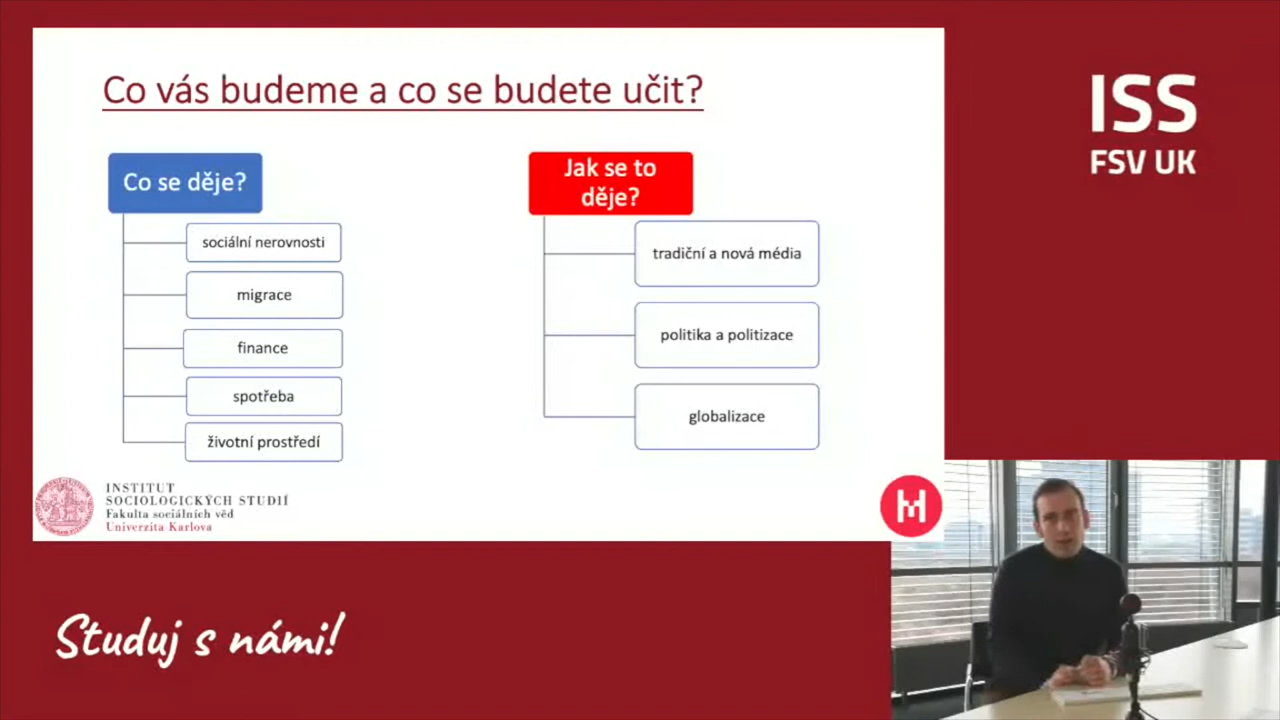 Co vás budeme a co se budete učit?
Co se děje?
sociální nerovnosti
migrace
finance
spotřeba
životní prostředí
Jak se to
děje?
tradiční a nová média
politika a politizace
globalizace
INSTITUT
SOCIOLOGICKÝCH STUDIÍ
Fakulta sociálních věd
Univerzita Karlova
M
ISS
FSV UK
Studuj s námi!